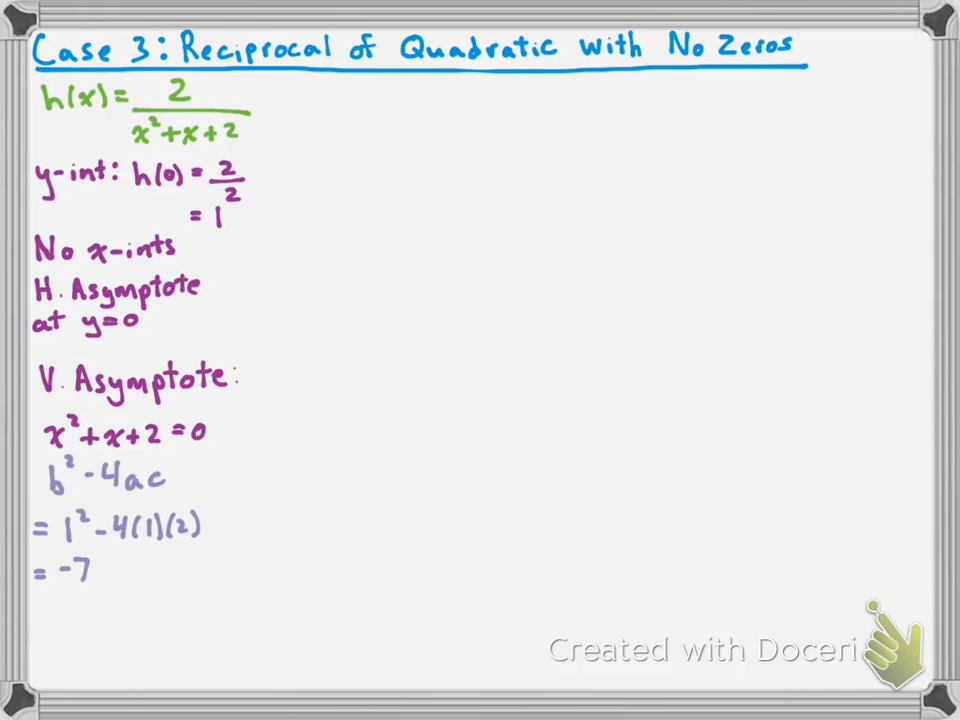 Case 3: Reciprocal of Quadratic with No Zeros
h(x) = 2
x² + x + 2
y-int: h(0) = 2
2
= 1
No x-ints
H. Asymptote
at y=0
V. Asymptote:
x² + x + 2 = 0
b² - 4ac
= 1² - 4(1)(2)
= -7
Created with Doceri